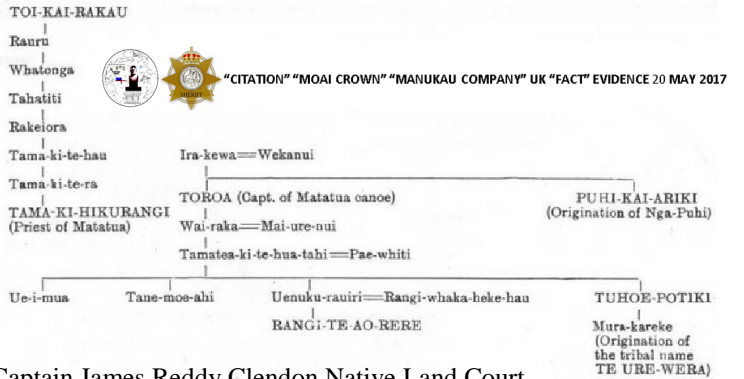 TOI-KAI-RAKAU
Rauru
Whatonga
Tahatiti
Rakeiora
Tama-ki-te-hau
Tama-ki-te-ra
TAMA-KI-HIKURANGI
(Priest of Matatua)
SHERIFF
“CITATION” “MOAI CROWN” “MANUKAU COMPANY” UK “FACT” EVIDENCE 20 MAY 2017
Ira-kewa══Wekanui
TOROA (Capt. of Matatua canoe)
PUHI-KAI-ARIKI
(Origination of Nga-Puhi)
Wai-raka══Mai-ure-nui
Tamatea-ki-te-hua-tahi══Pae-whiti
Ue-i-mua
Tane-moe-ahi
Uenuku-rauiri══Rangi-whaka-heke-hau
TUHOE-POTIKI
RANGI-TE-AO-RERE
Mura-kareke
(Origination of
the tribal name
TE URE-WERA)
Captain James Reddy Clendon Native Land Court